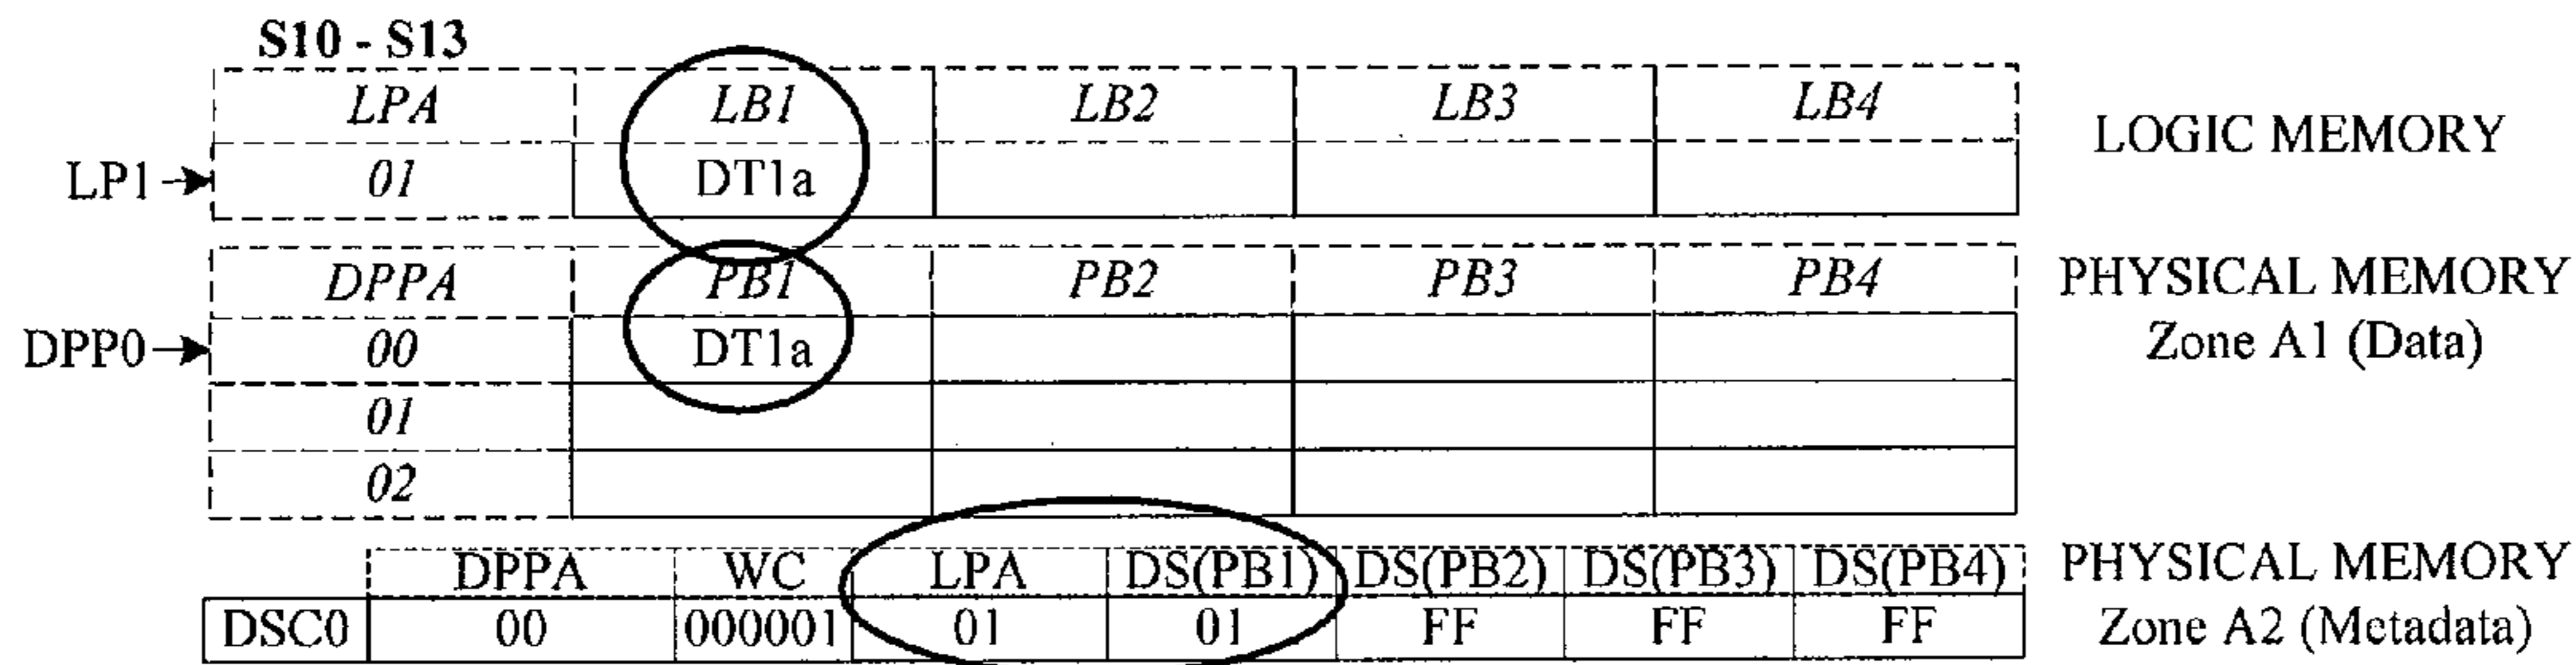 S10 - S13
LPA LB1 LB2 LB3 LB4
LP1 01 DT1a
LOGIC MEMORY
DPPA PB1 PB2 PB3 PB4
DPP0 00 DT1a
01
02
PHYSICAL MEMORY
Zone A1 (Data)
DPPA WC LPA DS(PB1) DS(PB2) DS(PB3) DS(PB4)
DSC0 00 000001 01 01 FF FF FF
PHYSICAL MEMORY
Zone A2 (Metadata)